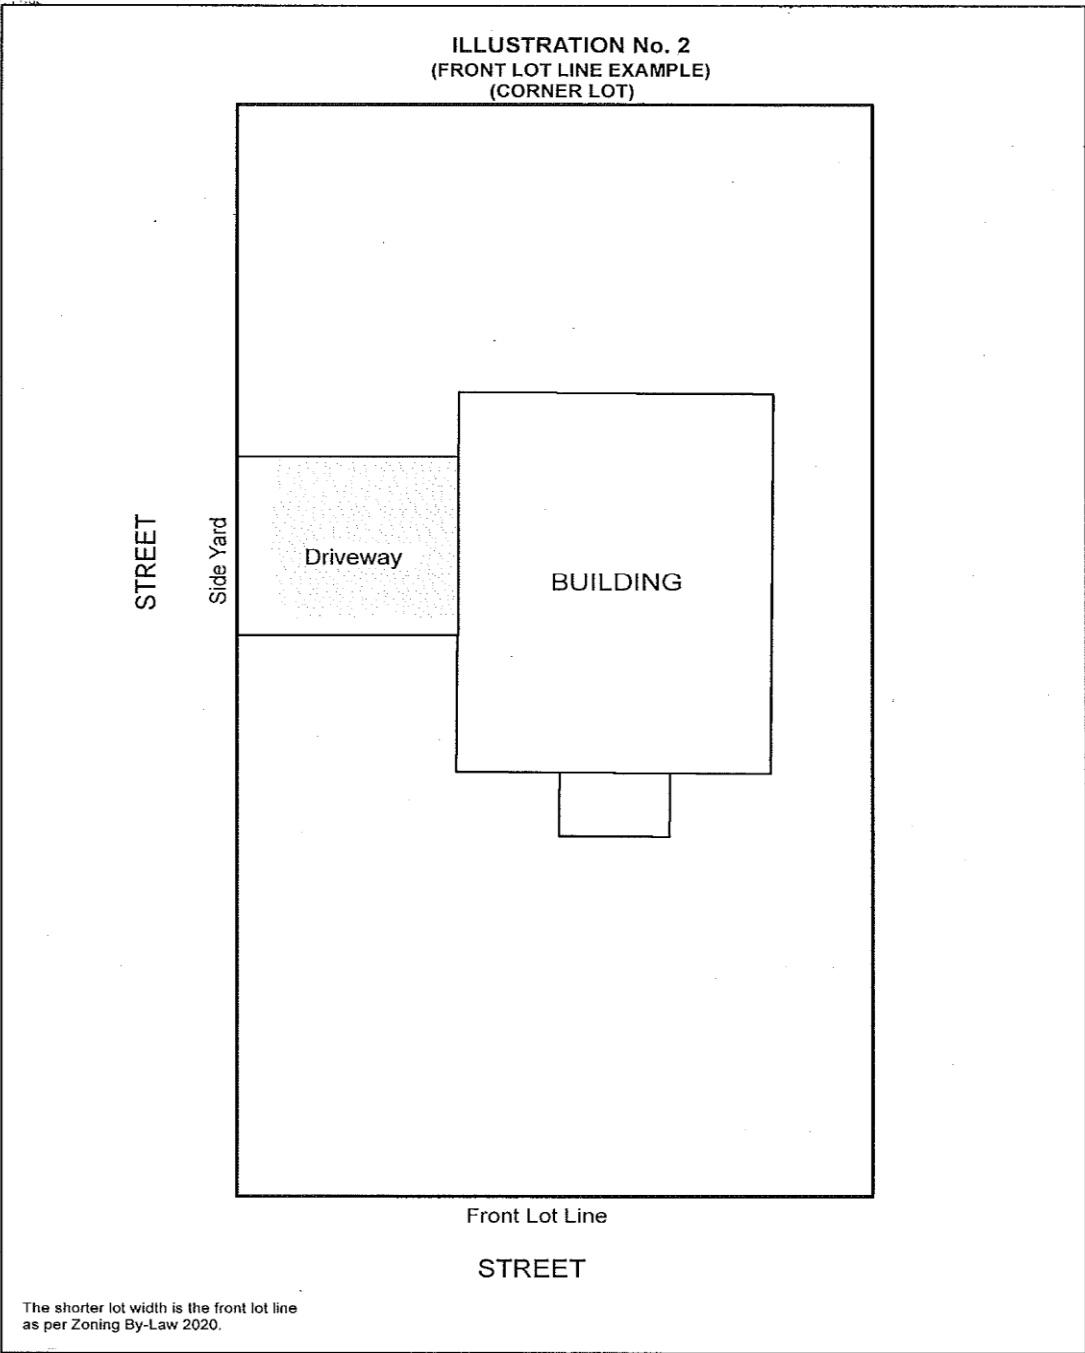 ILLUSTRATION No. 2
(FRONT LOT LINE EXAMPLE)
(CORNER LOT)
STREET
Side Yard
Driveway
BUILDING
Front Lot Line
STREET
The shorter lot width is the front lot line
as per Zoning By-Law 2020.